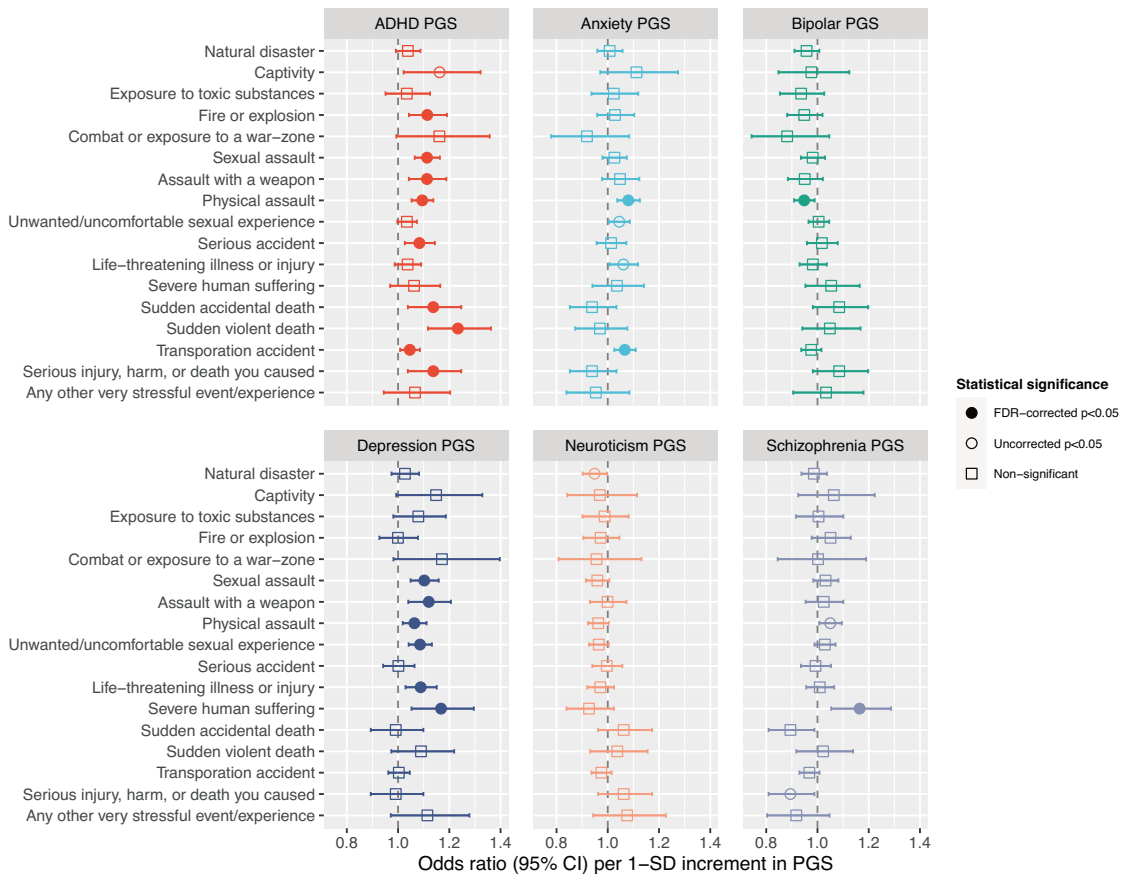 ADHD PGS
Anxiety PGS
Bipolar PGS
Natural disaster
Captivity
Exposure to toxic substances
Fire or explosion
Combat or exposure to a war−zone
Sexual assault
Assault with a weapon
Physical assault
Unwanted/uncomfortable sexual experience
Serious accident
Life−threatening illness or injury
Severe human suffering
Sudden accidental death
Sudden violent death
Transporation accident
Serious injury, harm, or death you caused
Any other very stressful event/experience
Depression PGS
Neuroticism PGS
Schizophrenia PGS
Natural disaster
Captivity
Exposure to toxic substances
Fire or explosion
Combat or exposure to a war−zone
Sexual assault
Assault with a weapon
Physical assault
Unwanted/uncomfortable sexual experience
Serious accident
Life−threatening illness or injury
Severe human suffering
Sudden accidental death
Sudden violent death
Transporation accident
Serious injury, harm, or death you caused
Any other very stressful event/experience
0.8 1.0 1.2 1.4 0.8 1.0 1.2 1.4 0.8 1.0 1.2 1.4
Odds ratio (95% CI) per 1−SD increment in PGS
Statistical significance
FDR−corrected p<0.05
Uncorrected p<0.05
Non−significant